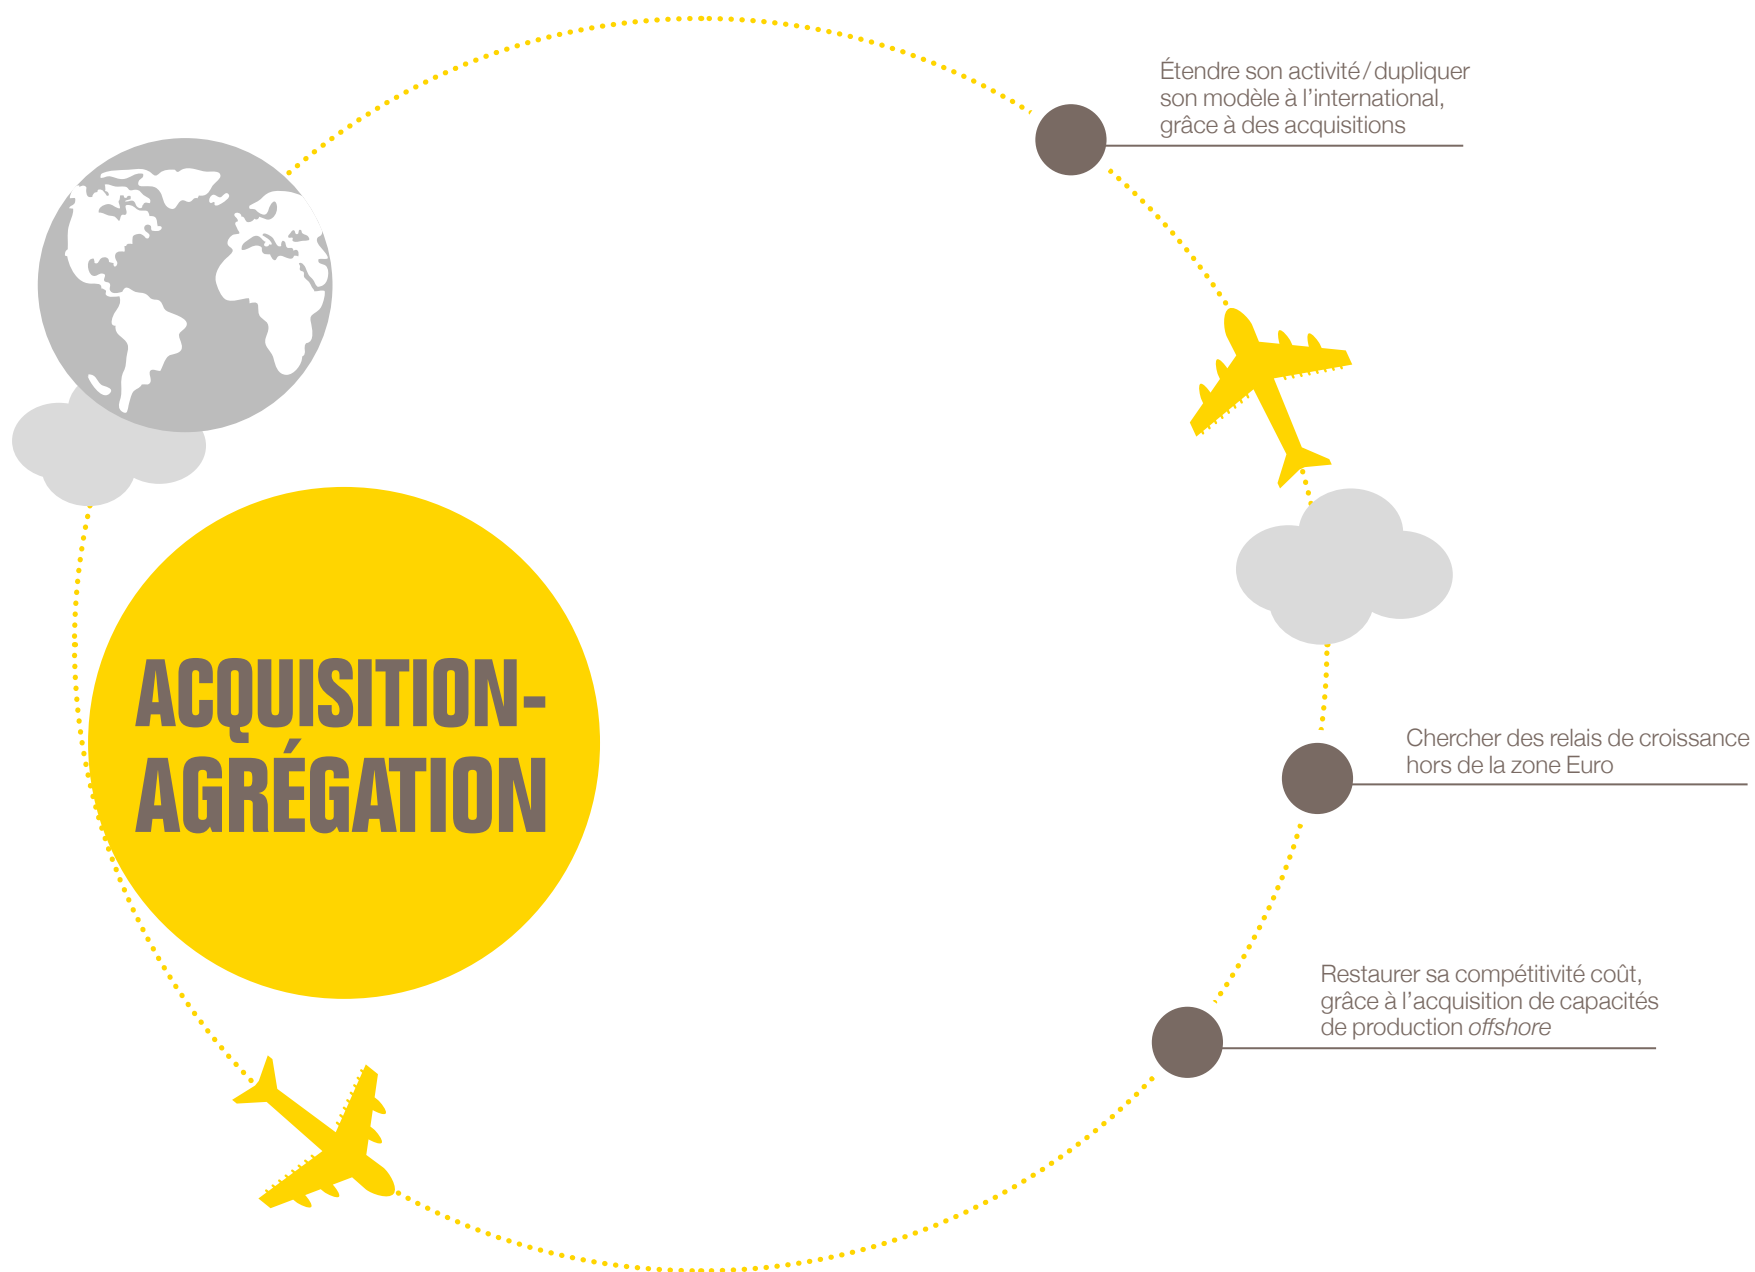 Étendre son activité / dupliquer
son modèle à l’international,
grâce à des acquisitions
ACQUISITION-
AGRÉGATION
Chercher des relais de croissance
hors de la zone Euro
Restaurer sa compétitivité coût,
grâce à l’acquisition de capacités
de production offshore